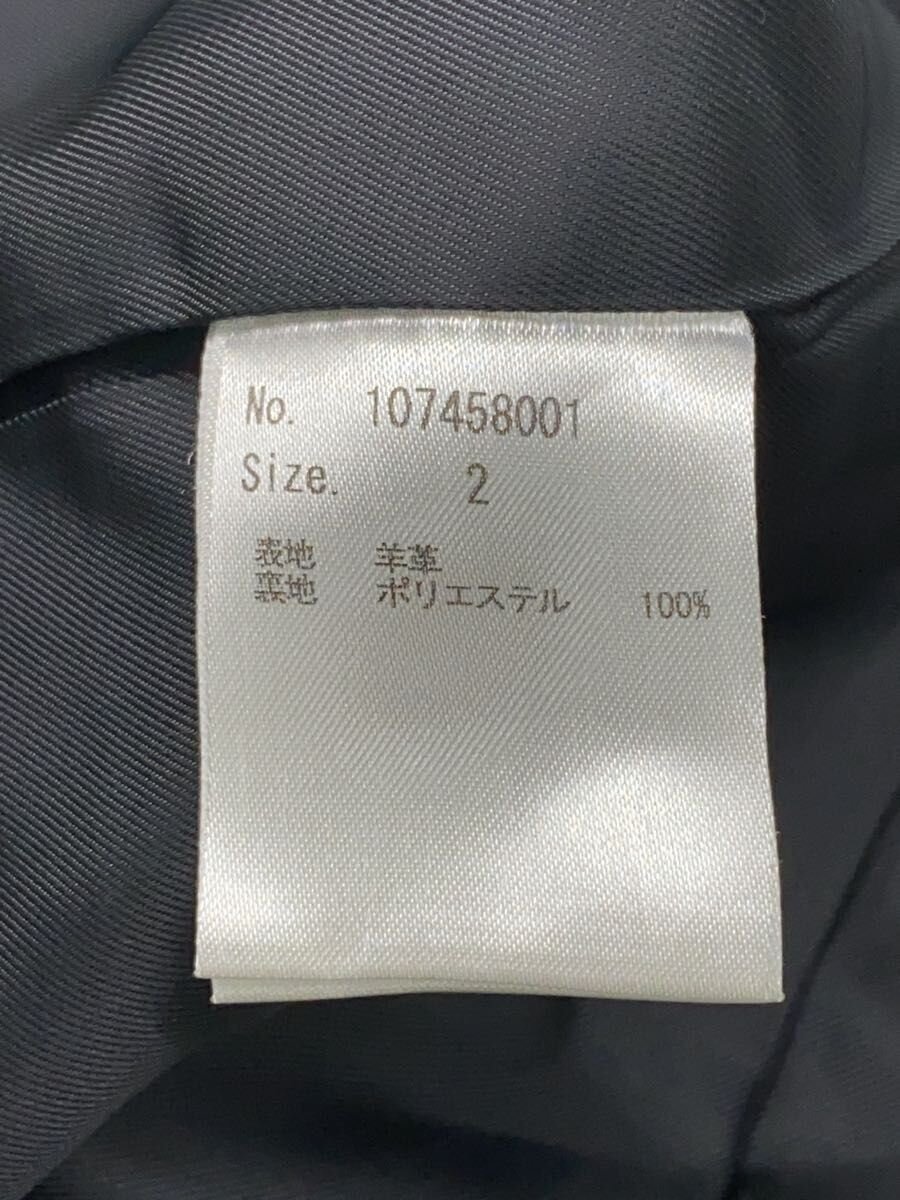 No. 107458001
Size. 2
表地 羊革
裏地 ポリエステル 100%